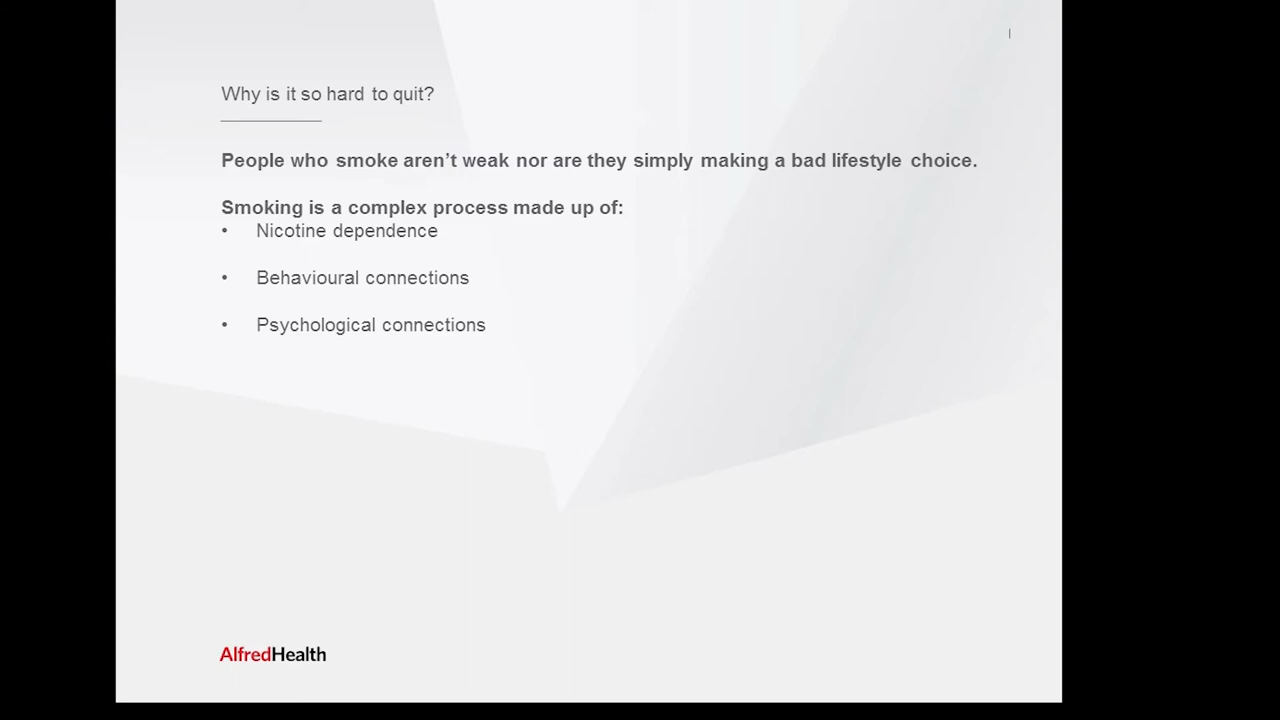 Why is it so hard to quit?
People who smoke aren’t weak nor are they simply making a bad lifestyle choice.
Smoking is a complex process made up of:
• Nicotine dependence
• Behavioural connections
• Psychological connections
AlfredHealth